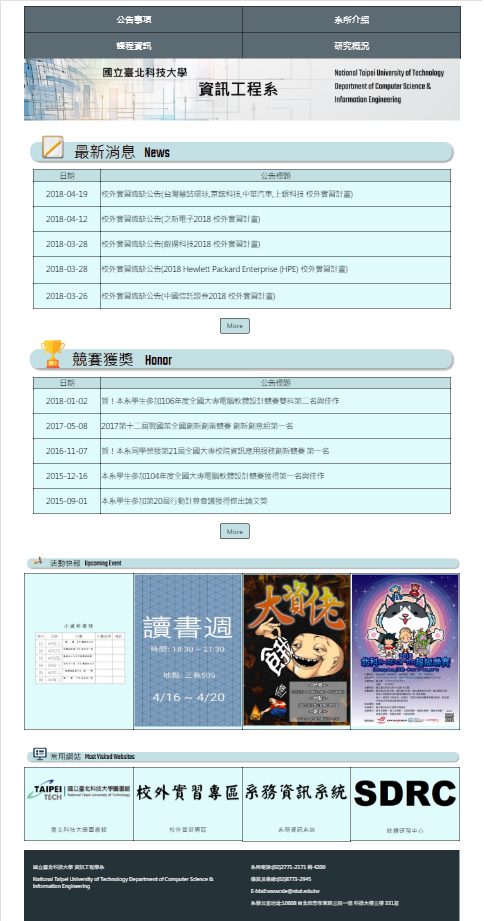 公告事項
系所介紹
課程資訊
研究概況
國立臺北科技大學
資訊工程系
National Taipei University of Technology
Department of Computer Science &
Information Engineering
最新消息 News
日期 公告標題
2018-04-19 校外實習職缺公告(台灣慧諮環球,京銓科技,中華汽車,上銀科技 校外實習計畫)
2018-04-12 校外實習職缺公告(之新電子2018 校外實習計畫)
2018-03-28 校外實習職缺公告(毅揚科技2018 校外實習計畫)
2018-03-28 校外實習職缺公告(2018 Hewlett Packard Enterprise (HPE) 校外實習計畫)
2018-03-26 校外實習職缺公告(中國信託證券2018 校外實習計畫)
More
競賽獲獎 Honor
日期 公告標題
2018-01-02 賀！本系學生參加106年度全國大專電腦軟體設計競賽雙料第二名與佳作
2017-05-08 2017第十二屆戰國策全國創新創業競賽 創新創意組第一名
2016-11-07 賀！本系同學榮獲第21屆全國大專校院資訊應用服務創新競賽 第一名
2015-12-16 本系學生參加104年度全國大專電腦軟體設計競賽獲得第一名與佳作
2015-09-01 本系學生參加第20屆行動計算會議獲得傑出論文獎
More
活動快報 Upcoming Event
讀書週
時間: 18:30 ~ 21:30
地點: 三教505
4/16 ~ 4/20
大資佬
餓
常用網站 Most Visited Websites
TAIPEI TECH 國立臺北科技大學圖書館
National Taipei University of Technology
校外實習專區
系務資訊系統
SDRC
臺北科技大學圖書館
校外實習專區
系務資訊系統
軟體研發中心
國立臺北科技大學 資訊工程系
National Taipei University of Technology Department of Computer Science &
Information Engineering
系所電話:(02)2771-2171 轉 4200
傳真及專線:(02)8773-2945
E-Mail:wwwcsie@ntut.edu.tw
系辦公室地址:10608 台北市忠孝東路三段一號 科技大樓三樓 331室